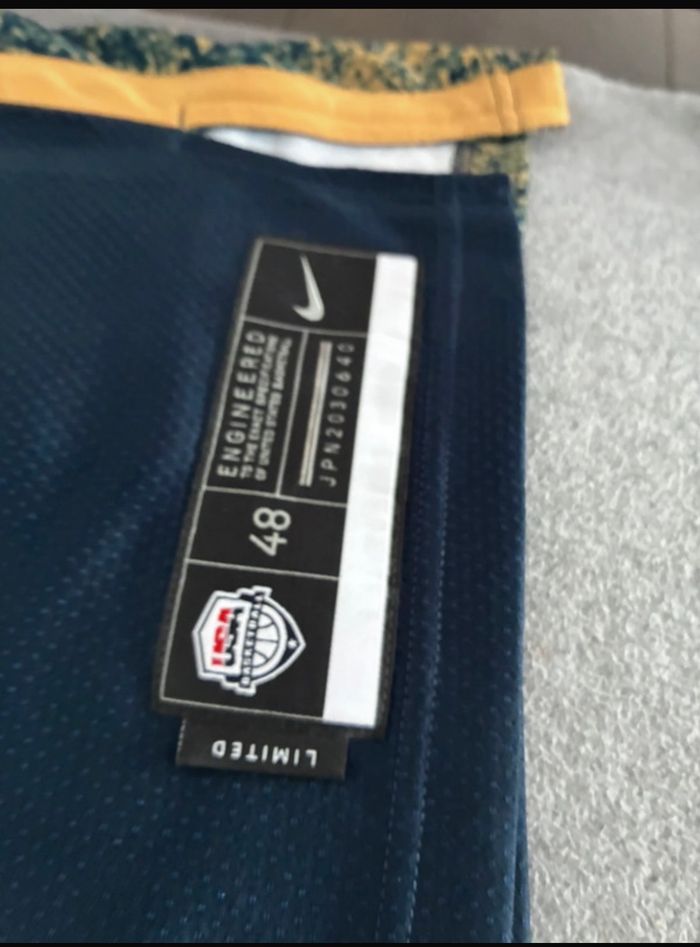 ENGINEERED
TO THE EXACT SPECIFICATIONS
OF UNITED STATES BASKETBALL
JPN2030640
48
USA
BASKETBALL
LIMITED